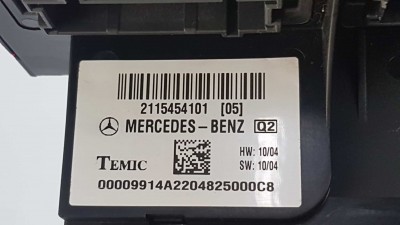 2115454101 [05]
MERCEDES-BENZ Q2
HW: 10/04
TEMIC SW: 10/04
00009914A2204825000C8